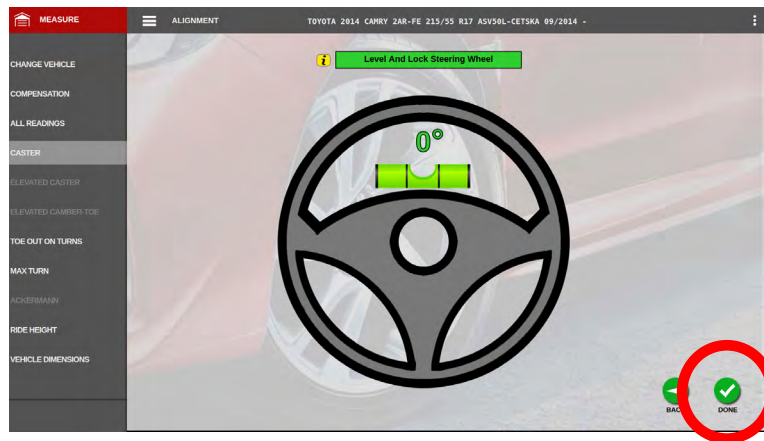 MEASURE
ALIGNMENT
TOYOTA 2014 CAMRY 2AR-FE 215/55 R17 ASV50L-CETSKA 09/2014 -
i
Level And Lock Steering Wheel
CHANGE VEHICLE
COMPENSATION
ALL READINGS
CASTER
ELEVATED CASTER
ELEVATED CAMBER-TOE
TOE OUT ON TURNS
MAX TURN
ACKERMANN
RIDE HEIGHT
VEHICLE DIMENSIONS
0°
BAC
DONE